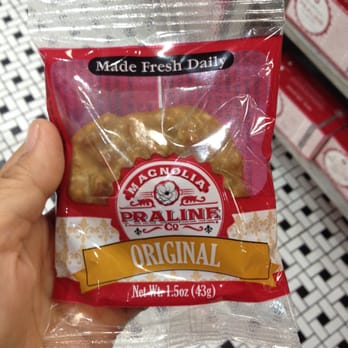 Made Fresh Daily
MAGNOLIA
PRALINE
Co
ORIGINAL
Net Wt. 1.5oz (43g)